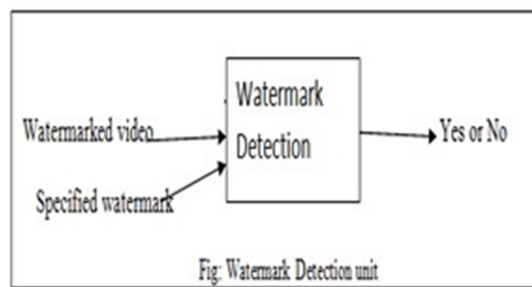 Watermark
Detection
Watermarked video
Yes or No
Specified watermark
Fig: Watermark Detection unit